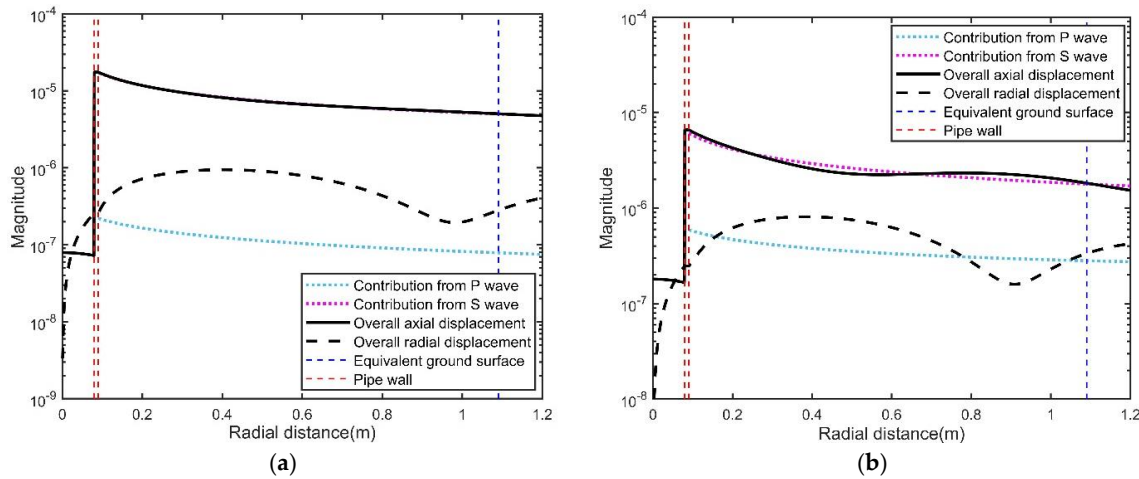 10^-4
10^-5
10^-6
10^-7
10^-8
10^-9
Magnitude
Contribution from P wave
Contribution from S wave
Overall axial displacement
Overall radial displacement
Equivalent ground surface
Pipe wall
0 0.2 0.4 0.6 0.8 1 1.2
Radial distance(m)
(a)
10^-4
10^-5
10^-6
10^-7
10^-8
Magnitude
Contribution from P wave
Contribution from S wave
Overall axial displacement
Overall radial displacement
Equivalent ground surface
Pipe wall
0 0.2 0.4 0.6 0.8 1 1.2
Radial distance(m)
(b)